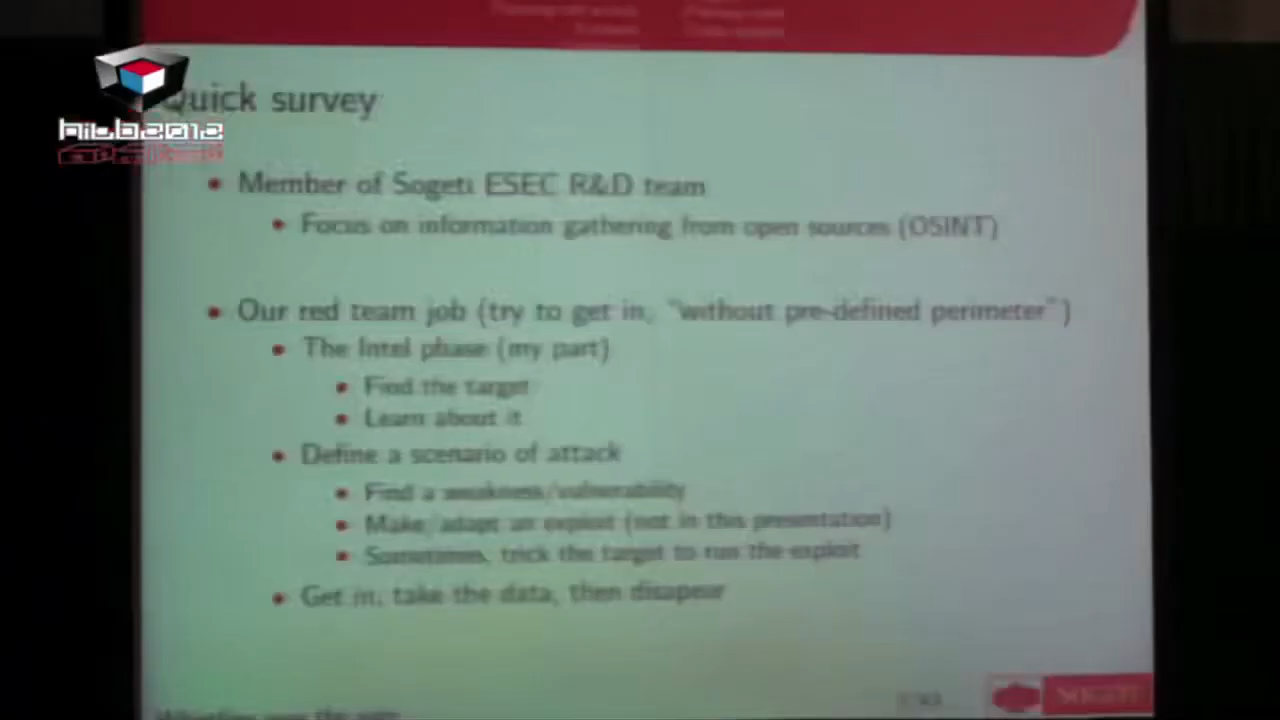 Quick survey
hitb2012
• Member of Sogeti ESEC R&D team
• Focus on information gathering from open sources (OSINT)
• Our red team job (try to get in, "without pre-defined perimeter")
• The Intel phase (my part)
• Find the target
• Learn about it
• Define a scenario of attack
• Find a weakness/vulnerability
• Make/adapt an exploit (not in this presentation)
• Sometimes, trick the target to run the exploit
• Get in, take the data, then disapear
SOGETI